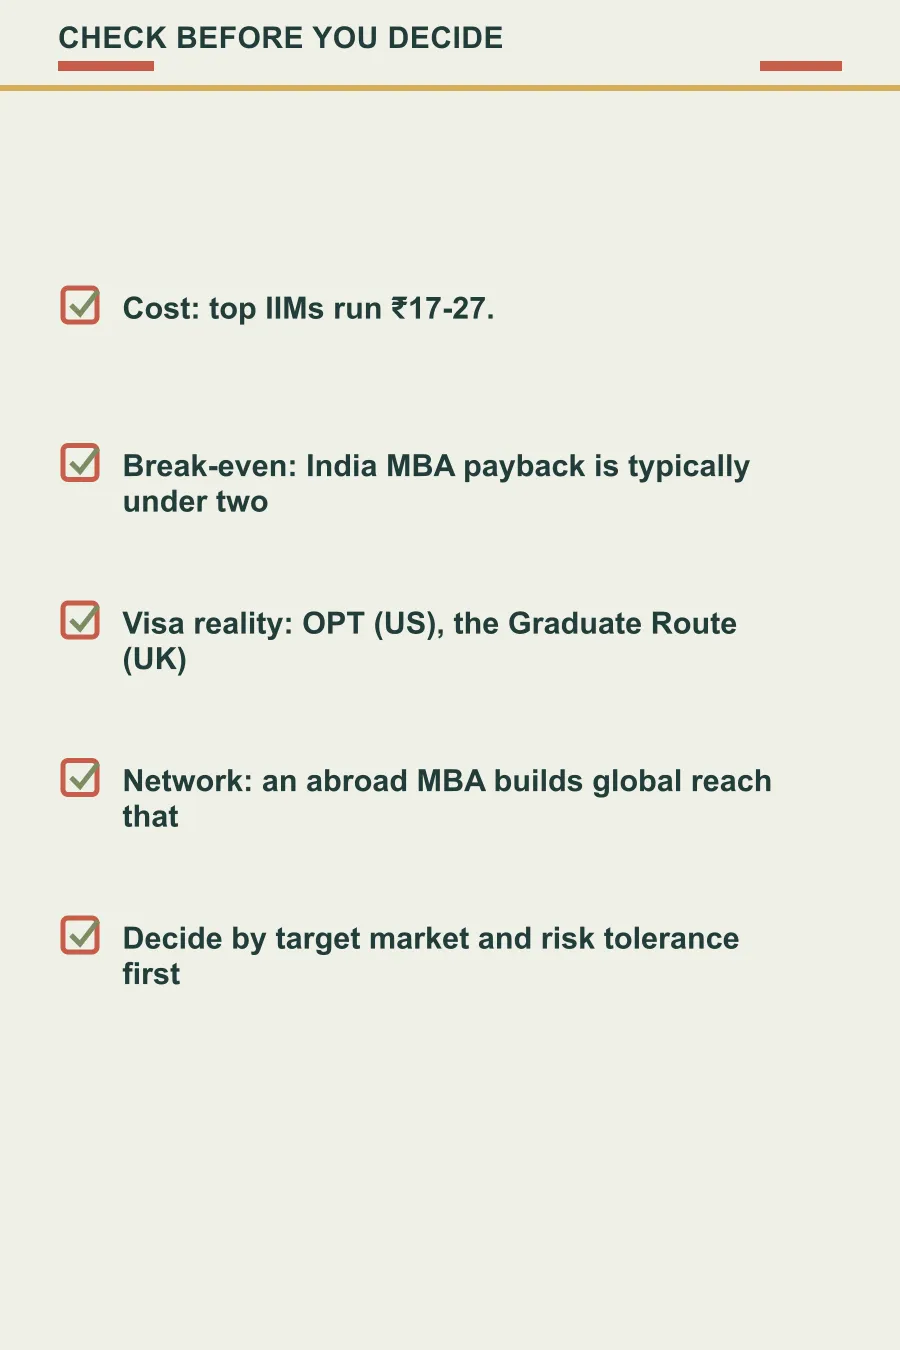 CHECK BEFORE YOU DECIDE
Cost: top IIMs run ₹17-27.
Break-even: India MBA payback is typically
under two
Visa reality: OPT (US), the Graduate Route
(UK)
Network: an abroad MBA builds global reach
that
Decide by target market and risk tolerance
first